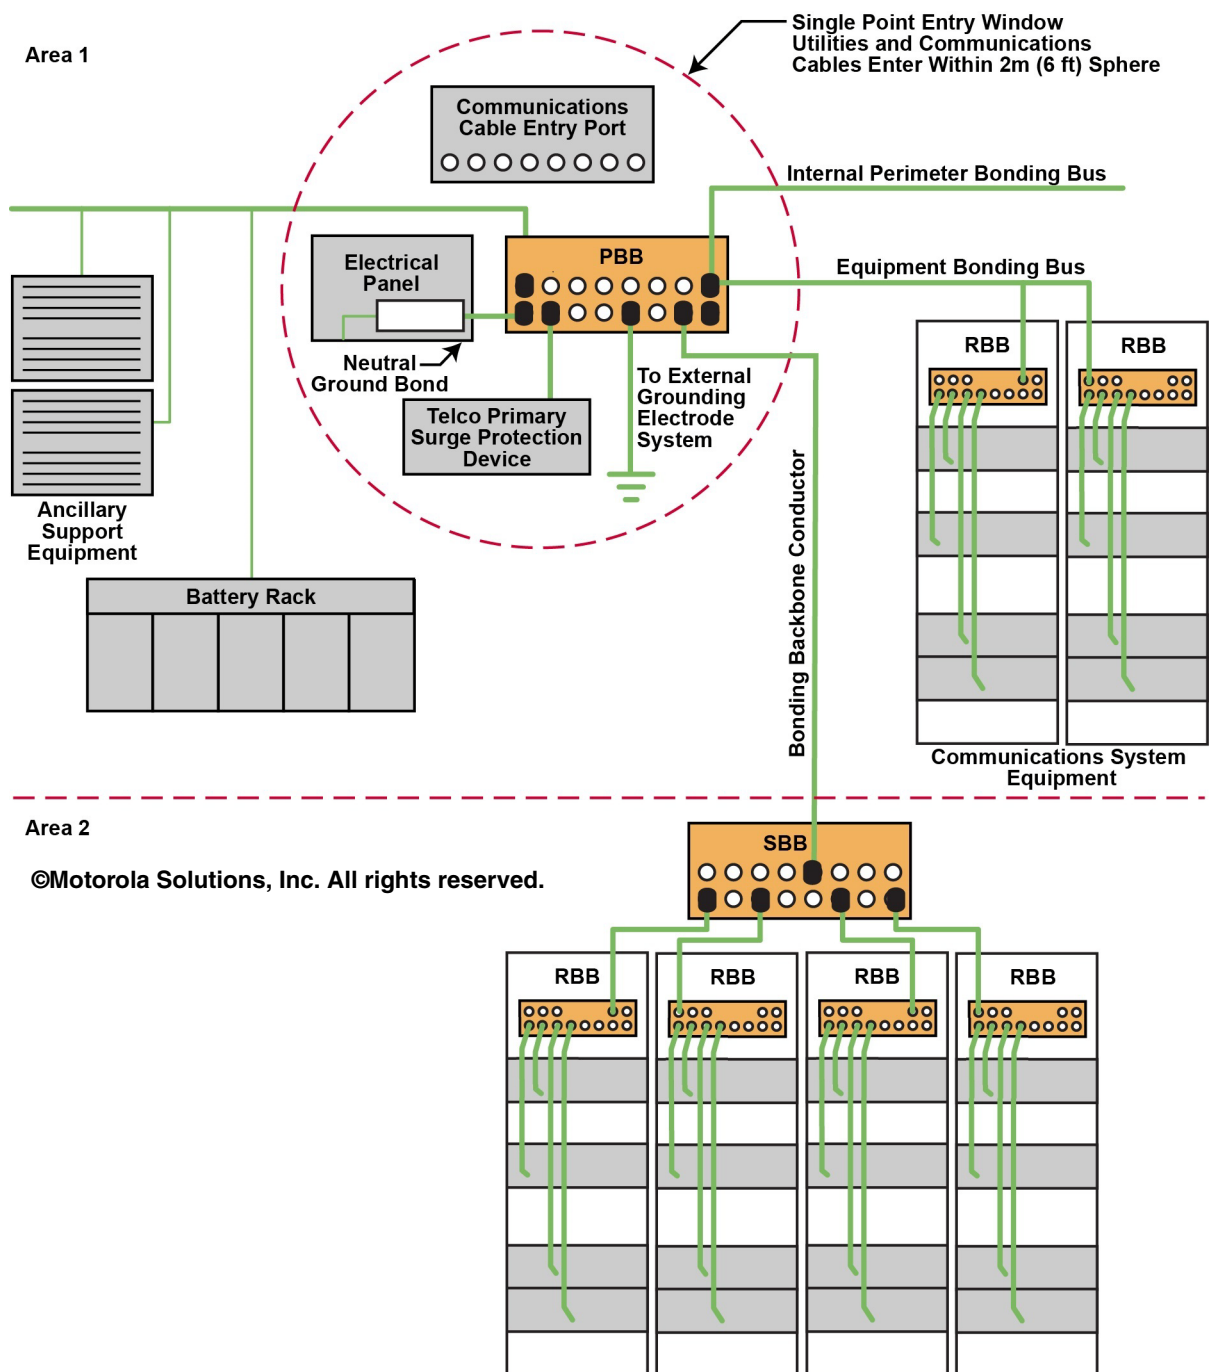 Area 1
Single Point Entry Window
Utilities and Communications
Cables Enter Within 2m (6 ft) Sphere
Communications
Cable Entry Port
Internal Perimeter Bonding Bus
Electrical
Panel
PBB
Equipment Bonding Bus
Neutral
Ground Bond
To External
Grounding
Electrode
System
Telco Primary
Surge Protection
Device
RBB
RBB
Ancillary
Support
Equipment
Battery Rack
Bonding Backbone Conductor
Communications System
Equipment
Area 2
SBB
©Motorola Solutions, Inc. All rights reserved.
RBB
RBB
RBB
RBB